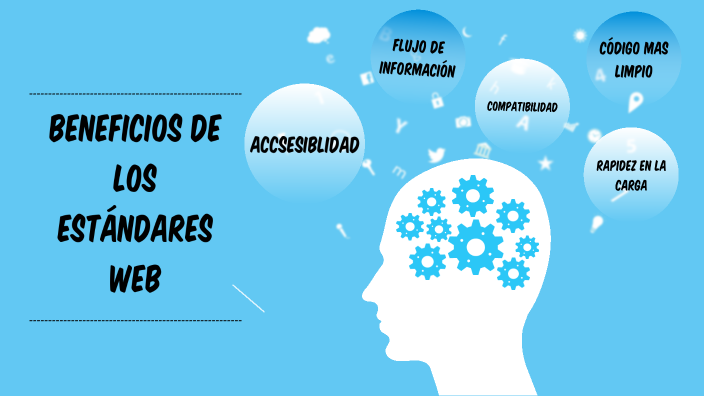 BENEFICIOS DE
LOS
ESTÁNDARES
WEB
ACCSESIBLIDAD
FLUJO DE
INFORMACIÓN
COMPATIBILIDAD
CÓDIGO MAS
LIMPIO
RAPIDEZ EN LA
CARGA